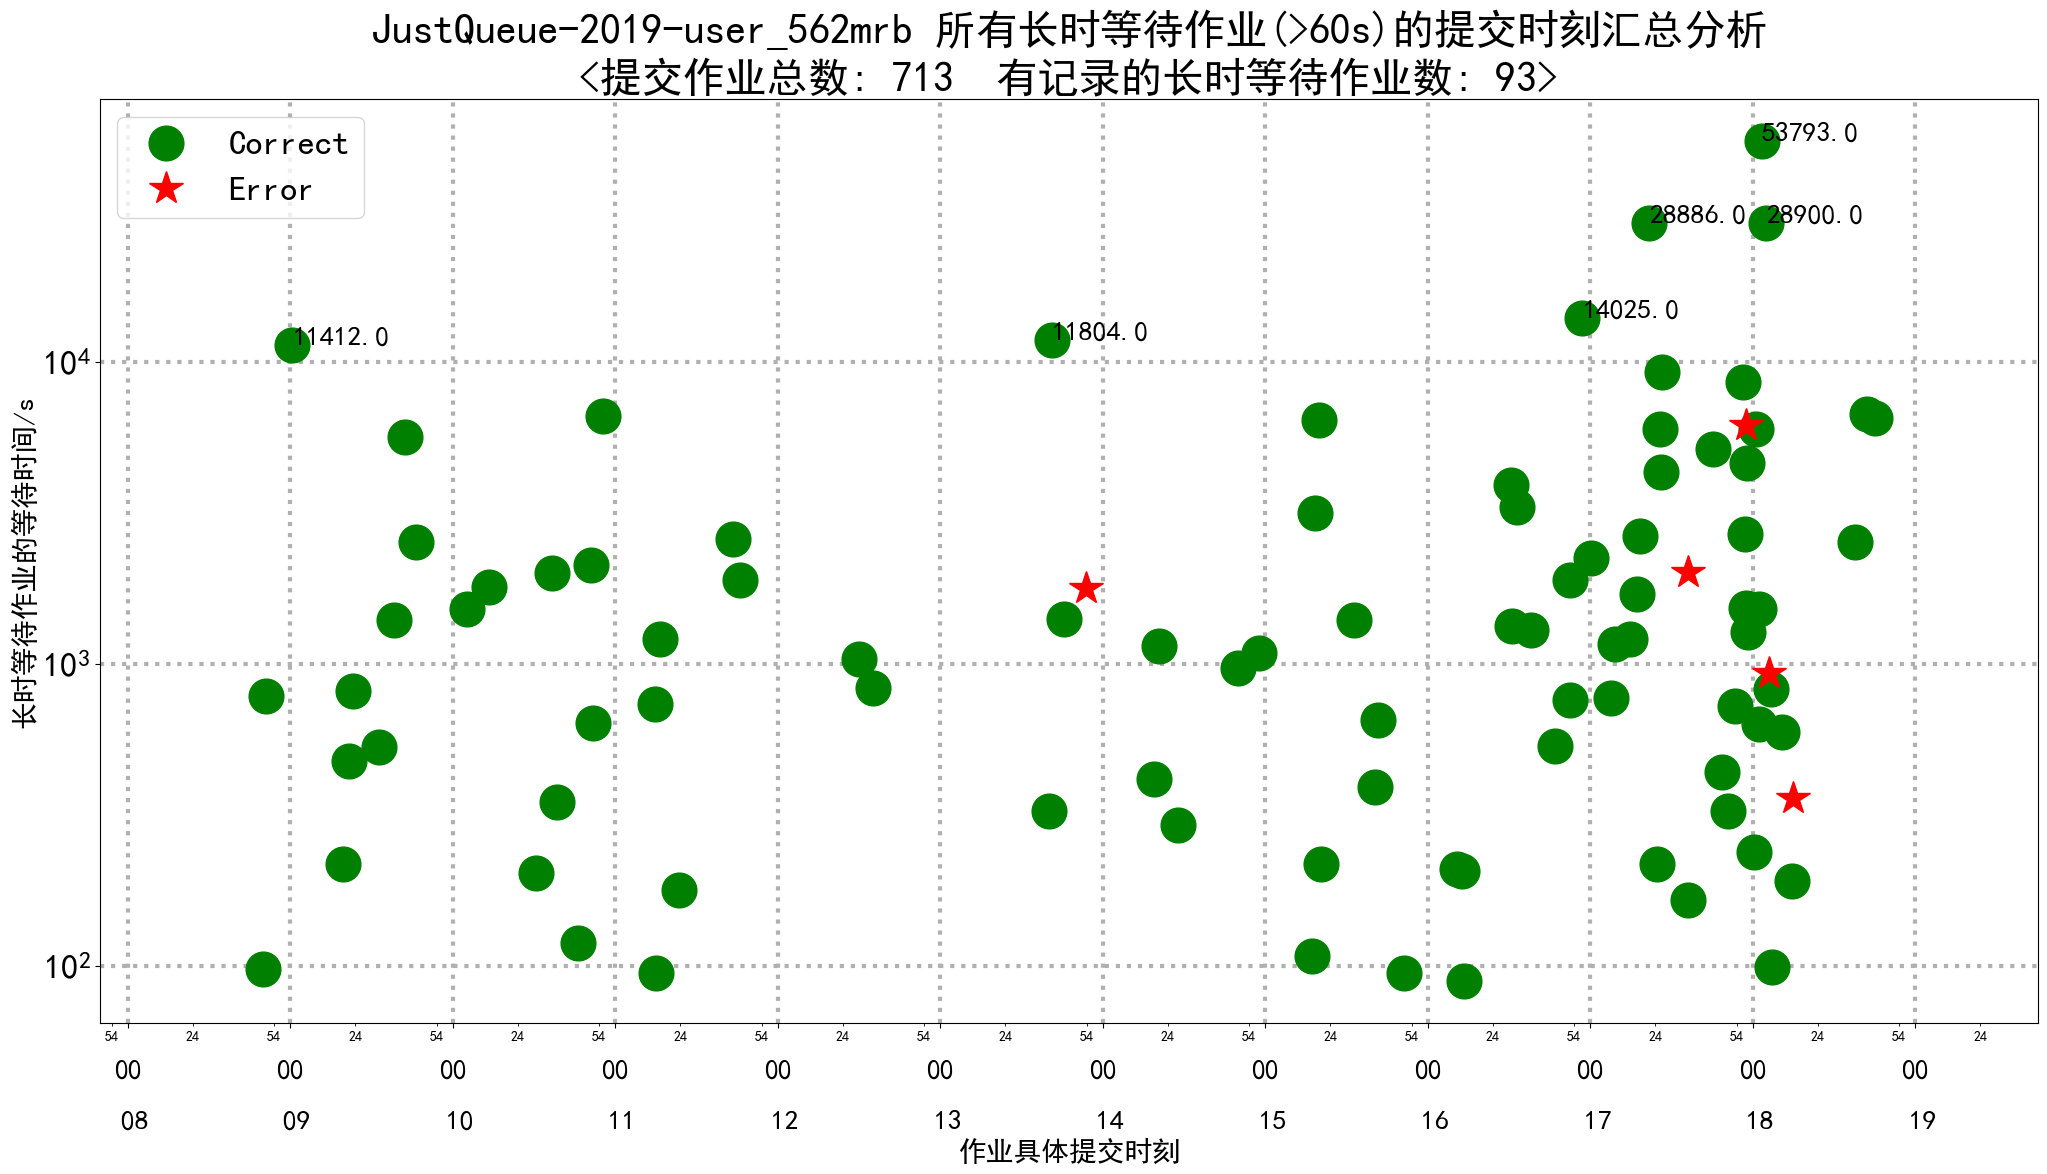 JustQueue-2019-user_562mrb 所有长时等待作业(>60s)的提交时刻汇总分析
<提交作业总数: 713  有记录的长时等待作业数: 93>
Correct
Error
53793.0
28886.0
28900.0
14025.0
11412.0
11804.0
10⁴
10³
10²
长时等待作业的等待时间/s
54 24 54 24 54 24 54 24 54 24 54 24 54 24 54 24 54 24 54 24 54 24 54 24
00 00 00 00 00 00 00 00 00 00 00 00
08 09 10 11 12 13 14 15 16 17 18 19
作业具体提交时刻